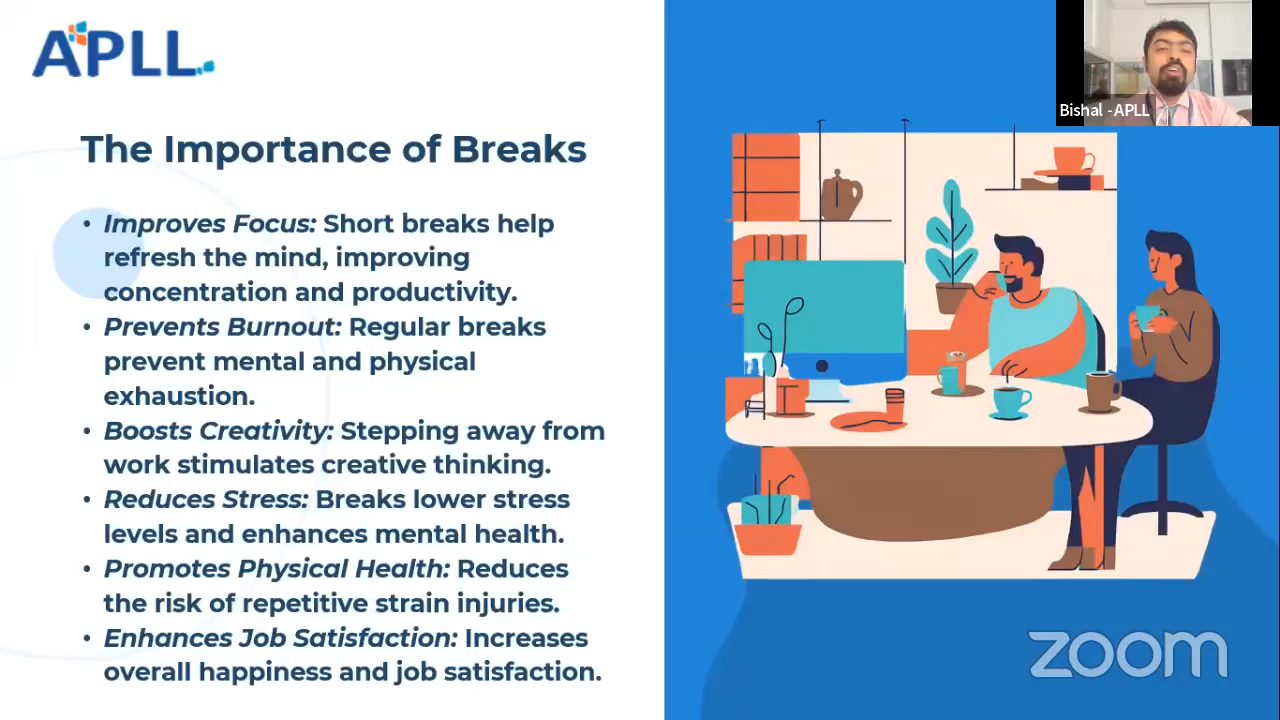 APLL
Bishal -APLL
The Importance of Breaks
• Improves Focus: Short breaks help
refresh the mind, improving
concentration and productivity.
• Prevents Burnout: Regular breaks
prevent mental and physical
exhaustion.
• Boosts Creativity: Stepping away from
work stimulates creative thinking.
• Reduces Stress: Breaks lower stress
levels and enhances mental health.
• Promotes Physical Health: Reduces
the risk of repetitive strain injuries.
• Enhances Job Satisfaction: Increases
overall happiness and job satisfaction.
zoom